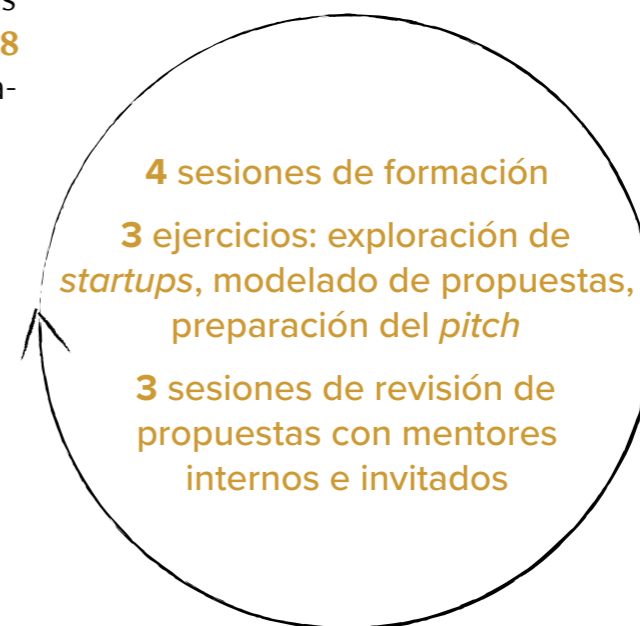 s
8
-
4 sesiones de formación
3 ejercicios: exploración de
startups, modelado de propuestas,
preparación del pitch
3 sesiones de revisión de
propuestas con mentores
internos e invitados